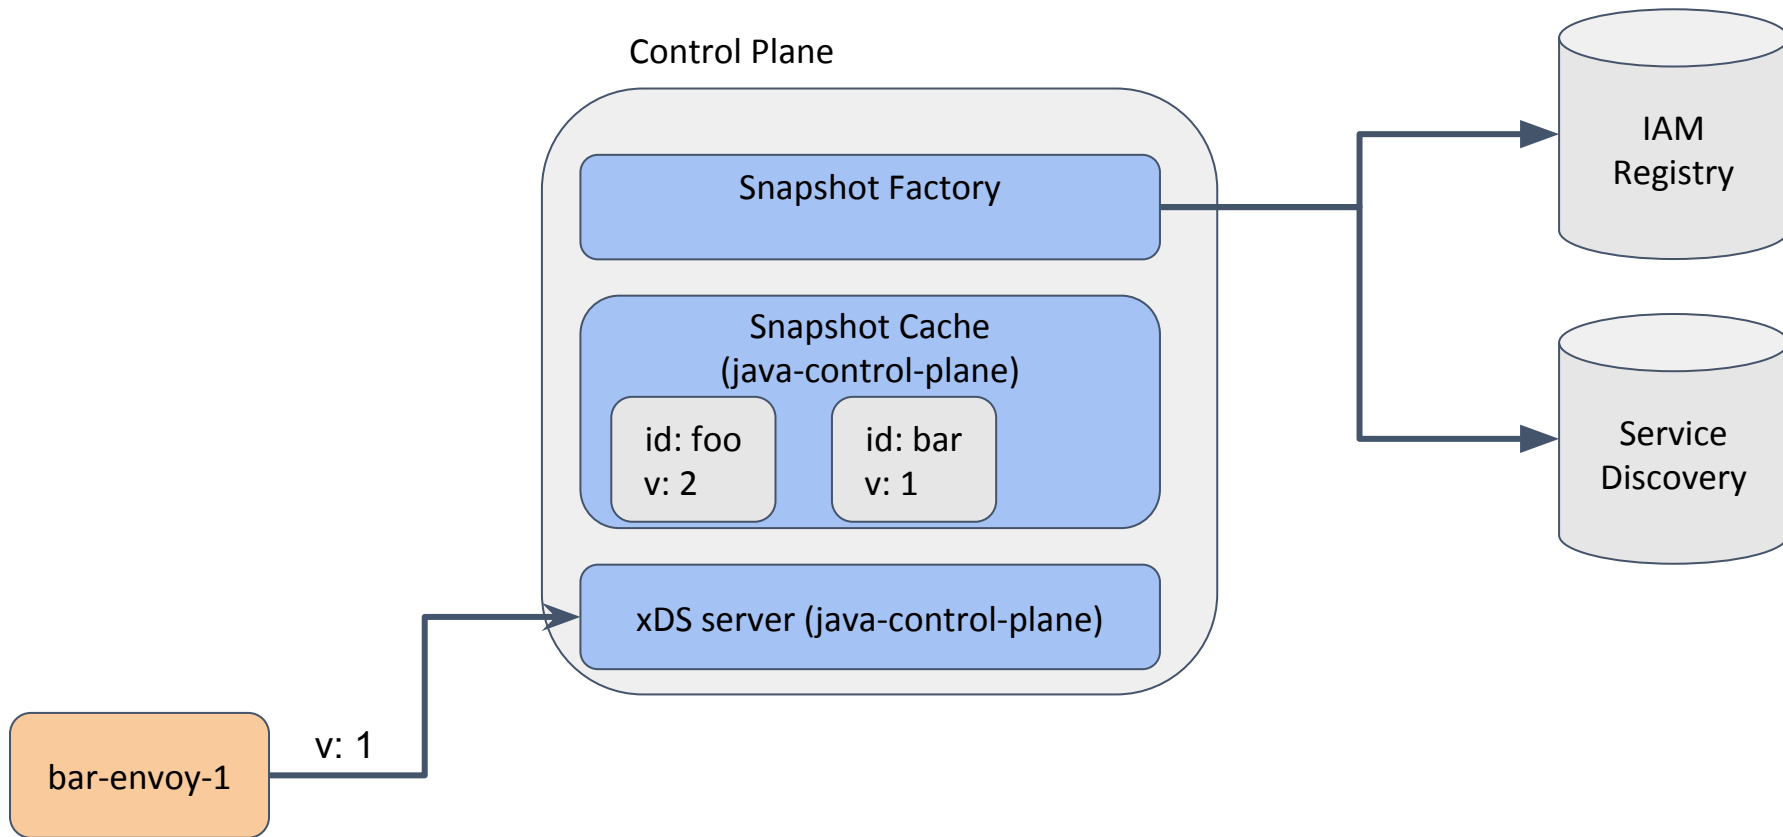 Control Plane
Snapshot Factory
Snapshot Cache
(java-control-plane)
id: foo
v: 2
id: bar
v: 1
xDS server (java-control-plane)
bar-envoy-1
v: 1
IAM
Registry
Service
Discovery